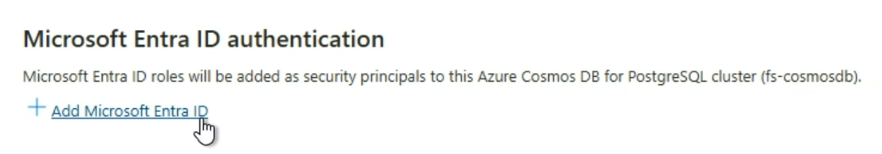 Microsoft Entra ID authentication
Microsoft Entra ID roles will be added as security principals to this Azure Cosmos DB for PostgreSQL cluster (fs-cosmosdb).
+ Add Microsoft Entra ID